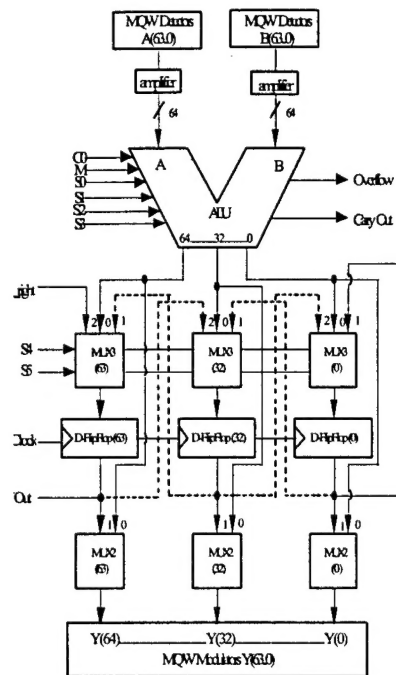 MQW Detectors
A(63:0)
MQW Detectors
B(63:0)
amplifier
amplifier
64
64
A
B
C0
M
S0
S1
S2
S3
ALU
Overflow
Carry Out
64 32 0
_right
2 0 1
2 0 1
2 0 1
S4
S5
MUX3
(63)
MUX3
(32)
MUX3
(0)
Clock
D-FlipFlop(63)
D-FlipFlop(32)
D-FlipFlop(0)
Out
1 0
1 0
1 0
MUX2
(63)
MUX2
(32)
MUX2
(0)
Y(64) Y(32) Y(0)
MQW Modulators Y(63:0)